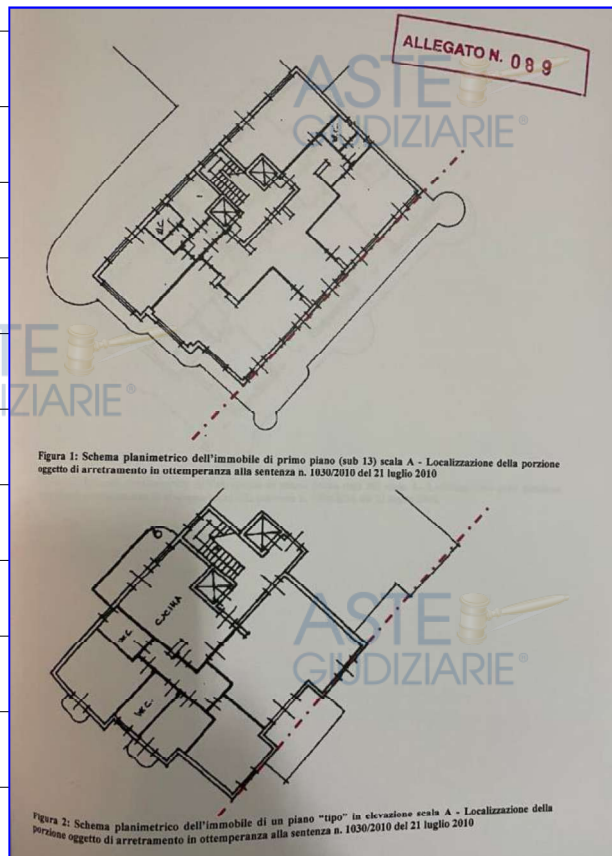 ALLEGATO N. 089
ASTE
GIUDIZIARIE®
W.C.
W.C.
ASTE
GIUDIZIARIE®
Figura 1: Schema planimetrico dell'immobile di primo piano (sub 13) scala A - Localizzazione della porzione
oggetto di arretramento in ottemperanza alla sentenza n. 1030/2010 del 21 luglio 2010
CUCINA
W.C.
W.C.
ASTE
GIUDIZIARIE®
Figura 2: Schema planimetrico dell'immobile di un piano "tipo" in elevazione scala A - Localizzazione della
porzione oggetto di arretramento in ottemperanza alla sentenza n. 1030/2010 del 21 luglio 2010